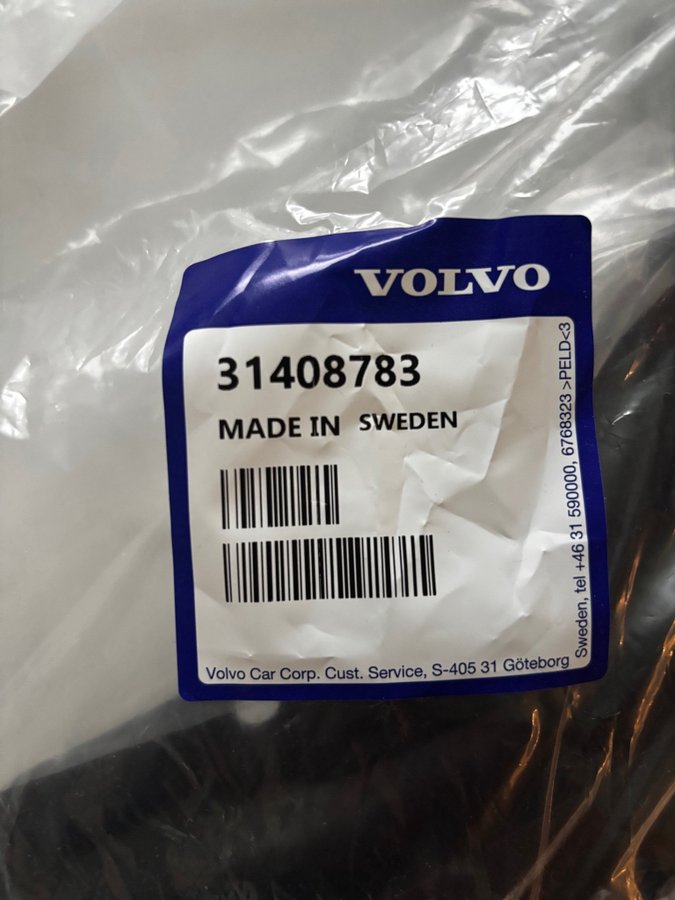 VOLVO
31408783
MADE IN SWEDEN
Volvo Car Corp. Cust. Service, S-405 31 Göteborg
Sweden, tel +46 31 590000, 6768323 >PELD<3